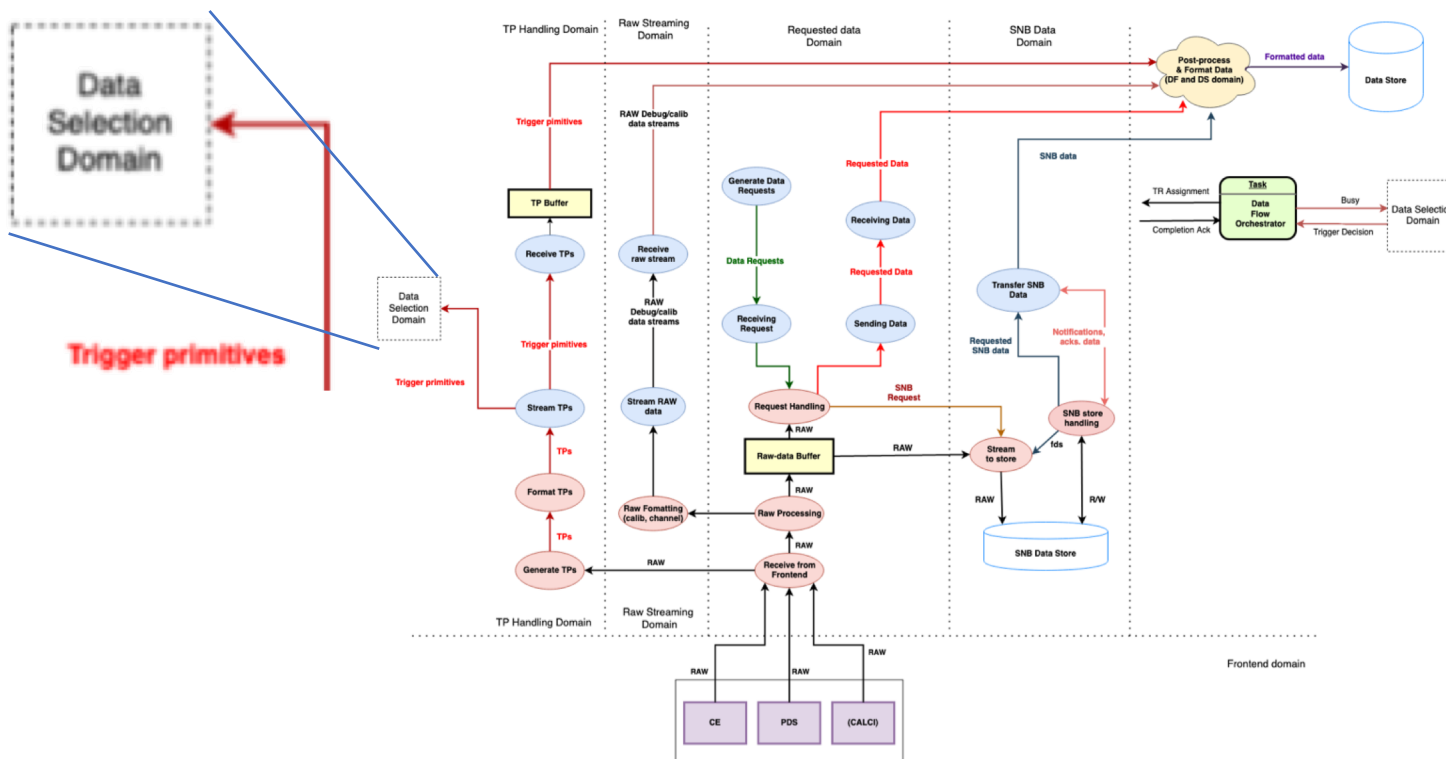 Data
Selection
Domain
Trigger primitives
TP Handling Domain
Raw Streaming
Domain
Requested data
Domain
SNB Data
Domain
Post-process
& Format Data
(DF and DS domain)
Formatted data
Data Store
Trigger pimitives
RAW Debug/calib
data streams
Requested Data
SNB data
Generate Data
Requests
TP Buffer
Receiving Data
TR Assignment
Completion Ack
Task
Data
Flow
Orchestrator
Busy
Trigger Decision
Data Selectio
Domain
Receive TPs
Receive
raw stream
Data Requests
Requested Data
Transfer SNB
Data
Data
Selection
Domain
RAW
Debug/calib
data streams
Receiving
Request
Sending Data
Notifications,
acks. data
Requested
SNB data
Trigger pimitives
Trigger primitives
Stream TPs
Stream RAW
data
Request Handling
SNB
Request
SNB store
handling
RAW
fds
TPs
Raw-data Buffer
RAW
Stream
to store
Format TPs
RAW
RAW
R/W
Raw Fomatting
(calib, channel)
Raw Processing
TPs
RAW
SNB Data Store
Generate TPs
RAW
Receive from
Frontend
TP Handling Domain
Raw Streaming
Domain
RAW
RAW
RAW
Frontend domain
CE
PDS
(CALCI)